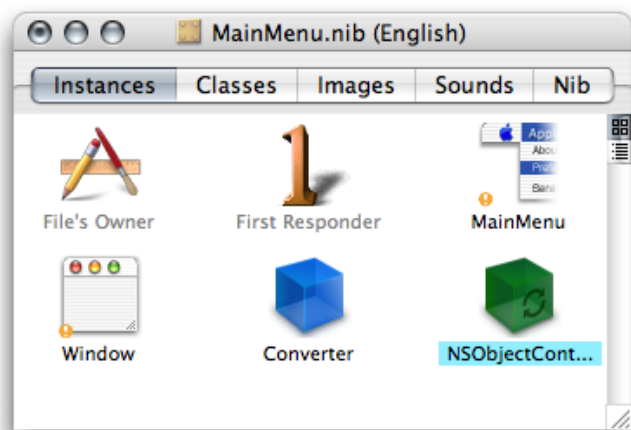 MainMenu.nib (English)
Instances Classes Images Sounds Nib
File's Owner First Responder MainMenu
Window Converter NSObjectCont...